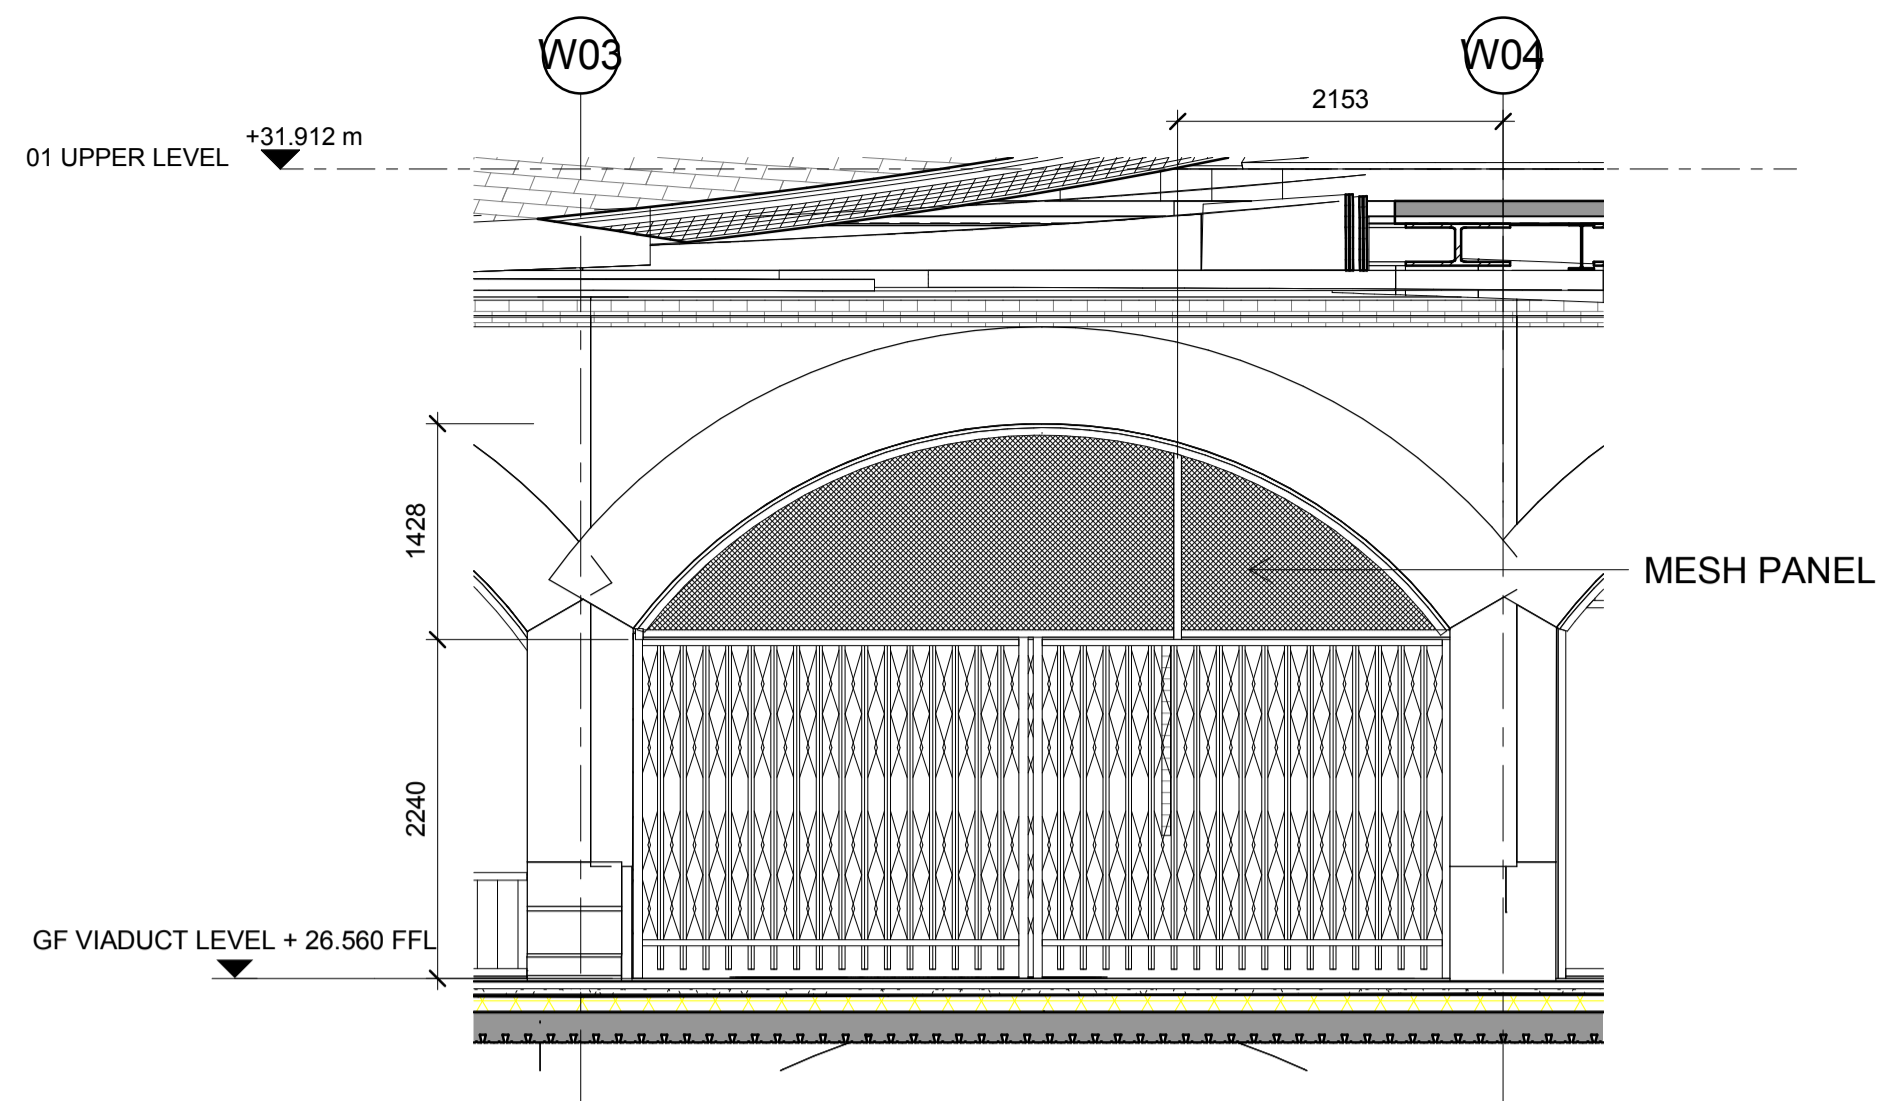 W03
W04
2153
+31.912 m
01 UPPER LEVEL
1428
MESH PANEL
2240
GF VIADUCT LEVEL + 26.560 FFL